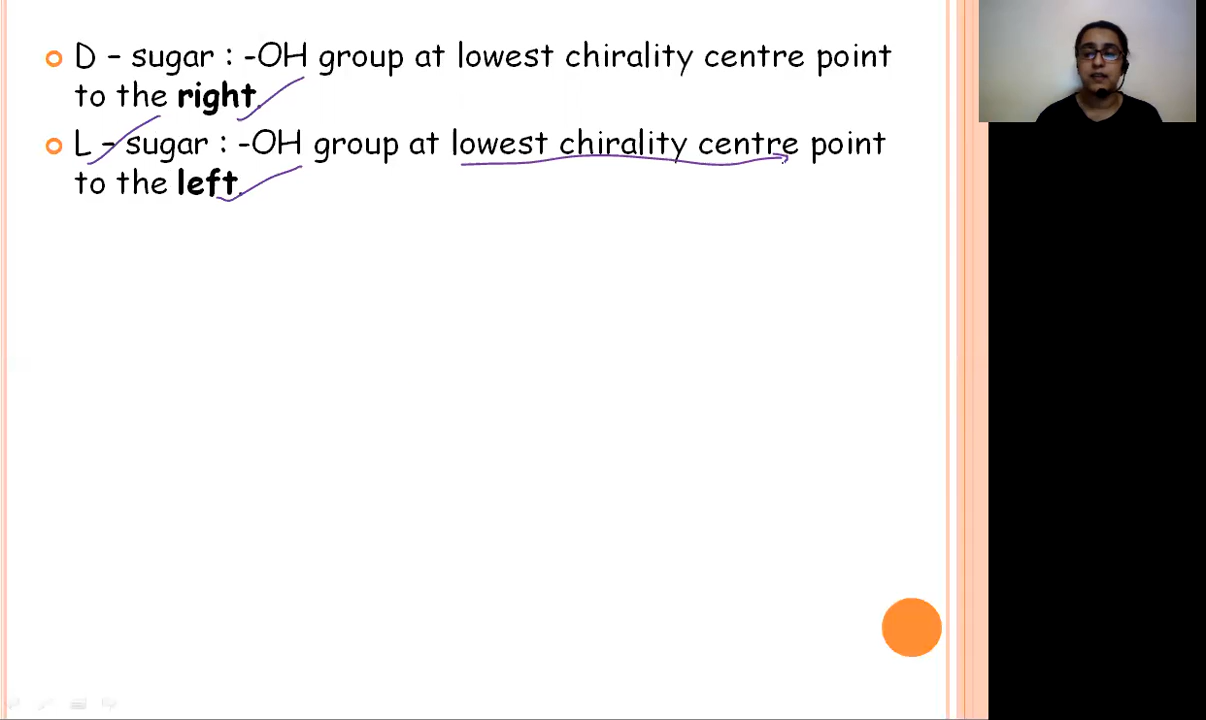 D – sugar : -OH group at lowest chirality centre point
to the right.
L – sugar : -OH group at lowest chirality centre point
to the left.